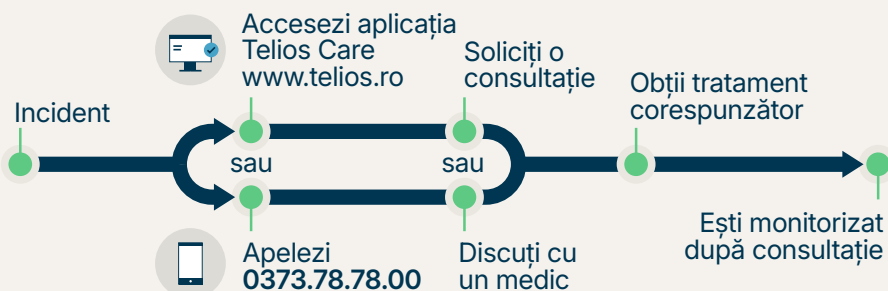 Incident
Accesezi aplicația
Telios Care
www.telios.ro
Soliciți o
consultație
sau
sau
Apelezi
0373.78.78.00
Discuți cu
un medic
Obții tratament
corespunzător
Ești monitorizat
după consultație